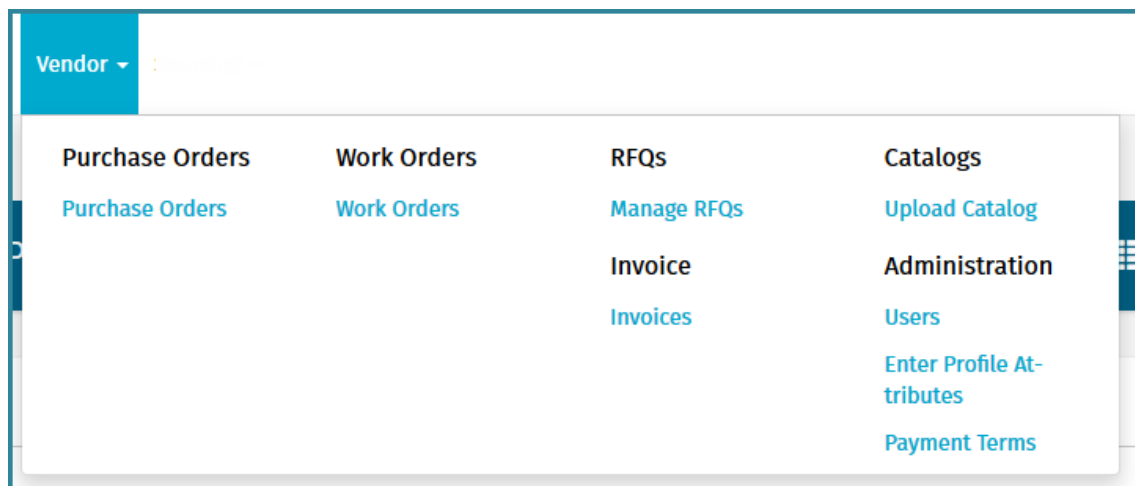 Vendor
Purchase Orders
Purchase Orders
Work Orders
Work Orders
RFQs
Manage RFQs
Invoice
Invoices
Catalogs
Upload Catalog
Administration
Users
Enter Profile At-
tributes
Payment Terms